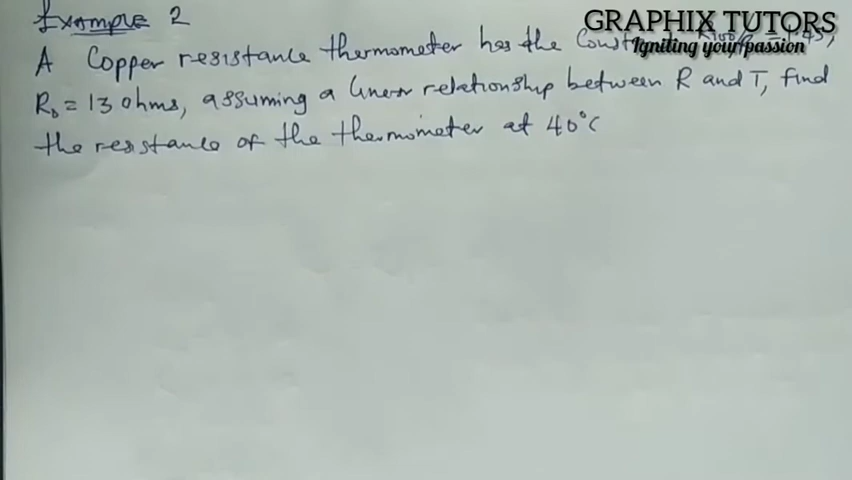 Example 2
GRAPHIX TUTORS
Igniting your passion
A Copper resistance thermometer has the
R₀ = 13 ohms, assuming a linear relationship between R and T, find
the resistance of the thermometer at 40°C